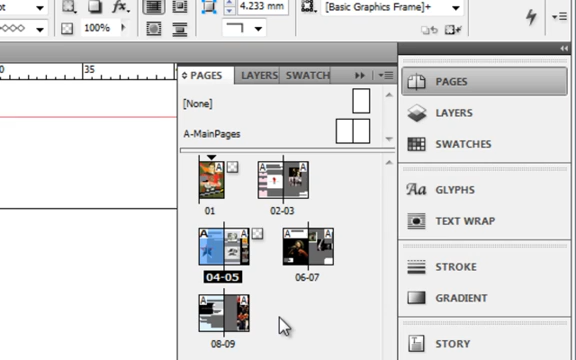 fx.
4.233 mm
[Basic Graphics Frame]+
100%
35
PAGES
LAYERS
SWATCH
[None]
A-MainPages
A
A
A
01
02-03
A
A
A
A
04-05
06-07
A
A
08-09
PAGES
LAYERS
SWATCHES
Aa
GLYPHS
TEXT WRAP
STROKE
GRADIENT
STORY